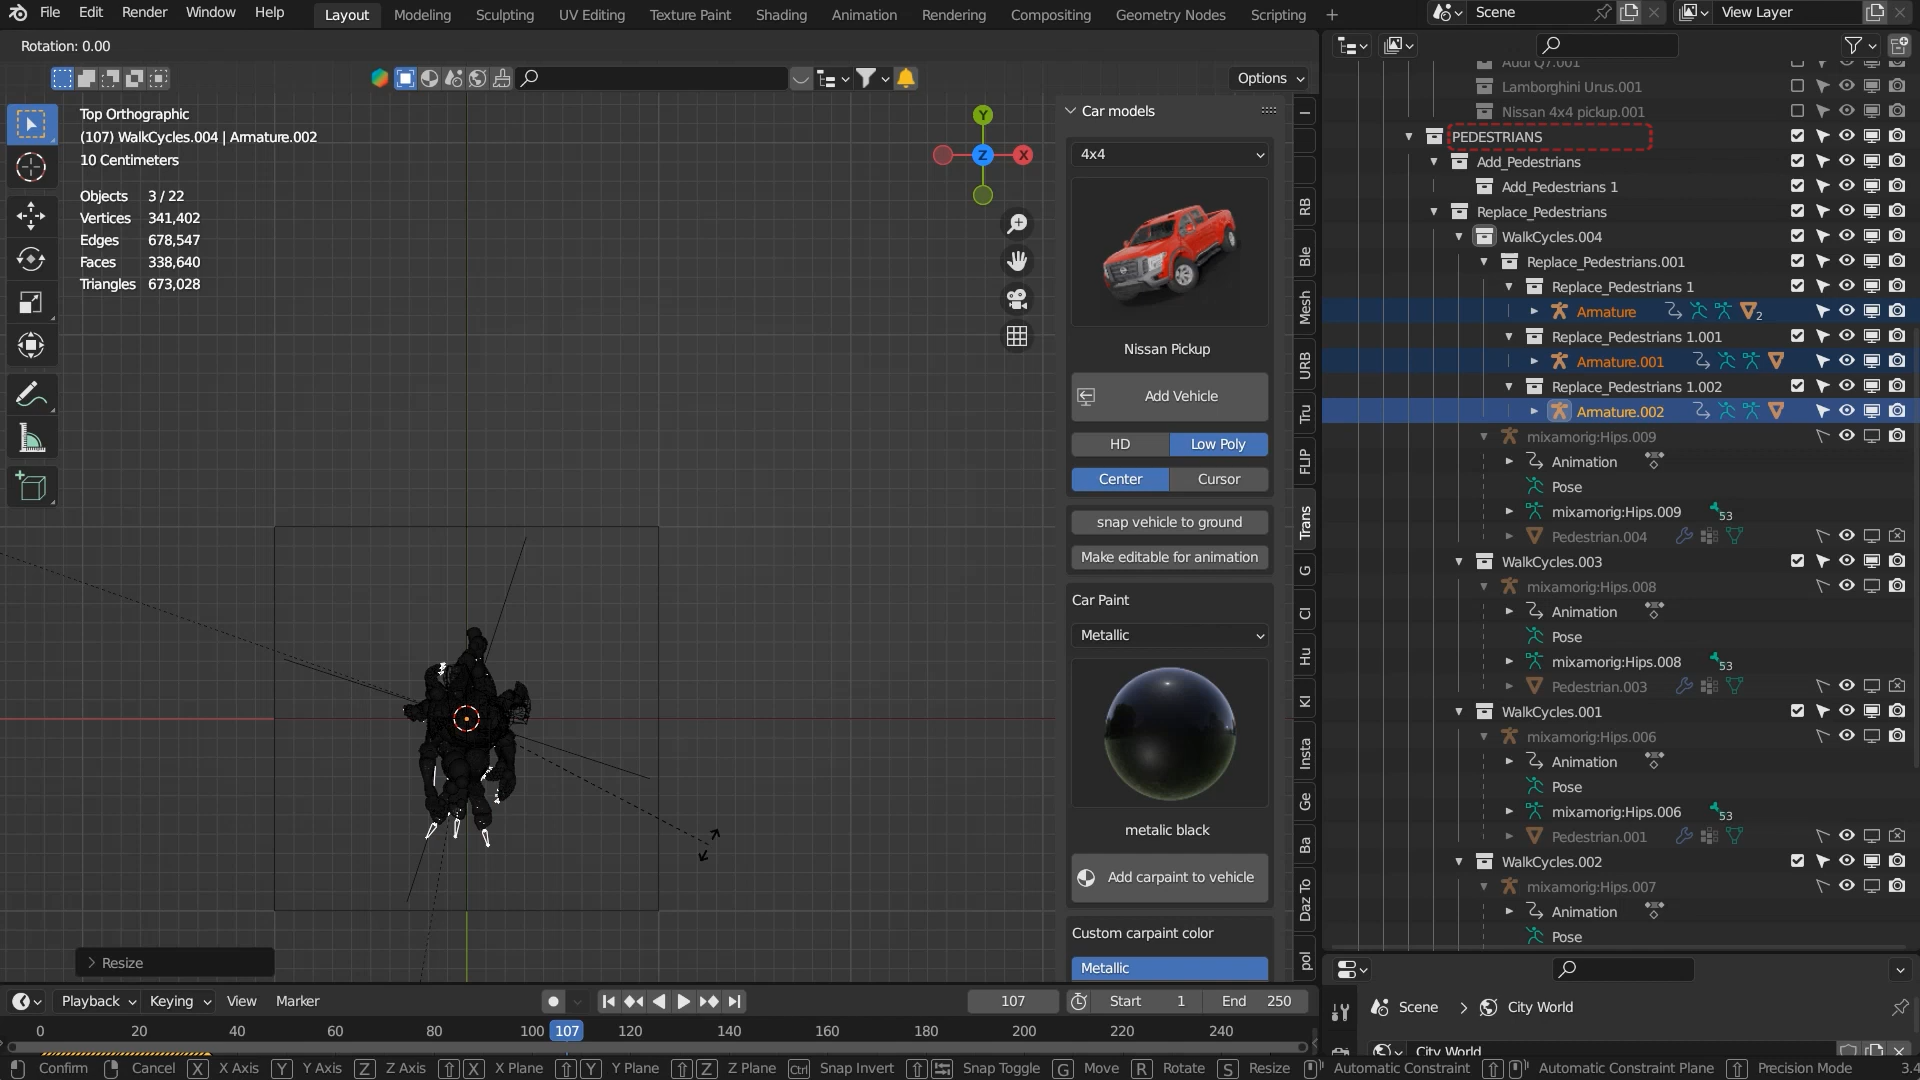 File Edit Render Window Help Layout Modeling Sculpting UV Editing Texture Paint Shading Animation Rendering Compositing Geometry Nodes Scripting + Scene View Layer
Rotation: 0.00
Options
Top Orthographic
(107) WalkCycles.004 | Armature.002
10 Centimeters
Objects 3 / 22
Vertices 341,402
Edges 678,547
Faces 338,640
Triangles 673,028
Y
Z
X
Car models
4x4
Nissan Pickup
Add Vehicle
HD Low Poly
Center Cursor
snap vehicle to ground
Make editable for animation
Car Paint
Metallic
metalic black
Add carpaint to vehicle
Custom carpaint color
Metallic
I
RB
Ble
Mesh
URB
Tru
FLIP
Trans
G
CI
Hu
KI
Insta
Ge
Ba
Daz To
pol
Audi Q7.001
Lamborghini Urus.001
Nissan 4x4 pickup.001
PEDESTRIANS
Add_Pedestrians
Add_Pedestrians 1
Replace_Pedestrians
WalkCycles.004
Replace_Pedestrians.001
Replace_Pedestrians 1
Armature 2
Replace_Pedestrians 1.001
Armature.001
Replace_Pedestrians 1.002
Armature.002
mixamorig:Hips.009
Animation
Pose
mixamorig:Hips.009 53
Pedestrian.004
WalkCycles.003
mixamorig:Hips.008
Animation
Pose
mixamorig:Hips.008 53
Pedestrian.003
WalkCycles.001
mixamorig:Hips.006
Animation
Pose
mixamorig:Hips.006 53
Pedestrian.001
WalkCycles.002
mixamorig:Hips.007
Animation
Pose
Scene > City World
City World
> Resize
Playback Keying View Marker 107 Start 1 End 250
0 20 40 60 80 100 107 120 140 160 180 200 220 240
Confirm Cancel X X Axis Y Y Axis Z Z Axis X X Plane Y Y Plane Z Z Plane Ctrl Snap Invert Snap Toggle G Move R Rotate S Resize Automatic Constraint Automatic Constraint Plane Precision Mode 3.4